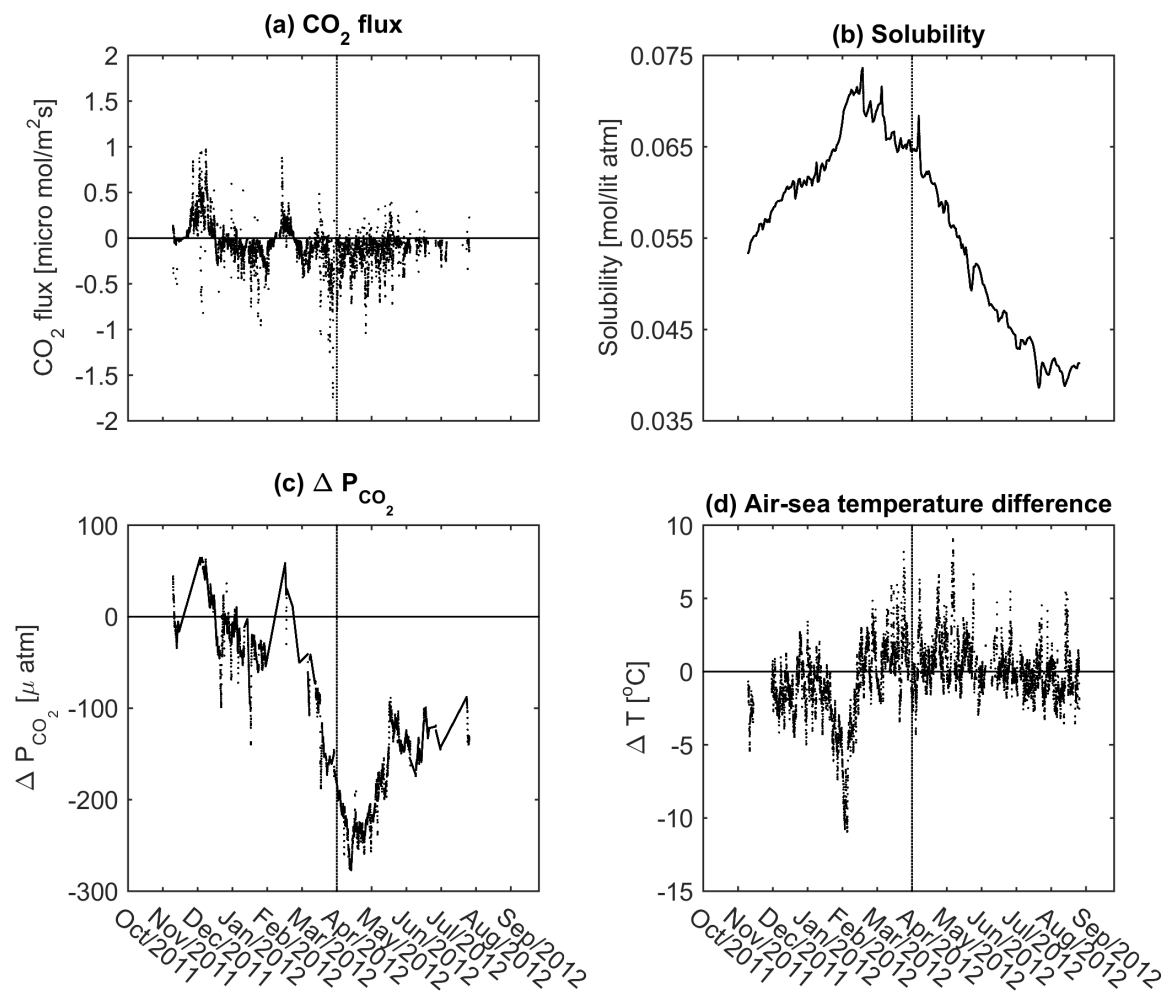 (a) CO2 flux
2
1.5
1
0.5
0
-0.5
-1
-1.5
-2
CO2 flux [micro mol/m2s]
(b) Solubility
0.075
0.065
0.055
0.045
0.035
Solubility [mol/lit atm]
(c) Δ PCO2
100
0
-100
-200
-300
Δ PCO2 [μ atm]
Oct/2011
Nov/2011
Dec/2011
Jan/2012
Feb/2012
Mar/2012
Apr/2012
May/2012
Jun/2012
Jul/2012
Aug/2012
Sep/2012
(d) Air-sea temperature difference
10
5
0
-5
-10
-15
Δ T [oC]
Oct/2011
Nov/2011
Dec/2011
Jan/2012
Feb/2012
Mar/2012
Apr/2012
May/2012
Jun/2012
Jul/2012
Aug/2012
Sep/2012